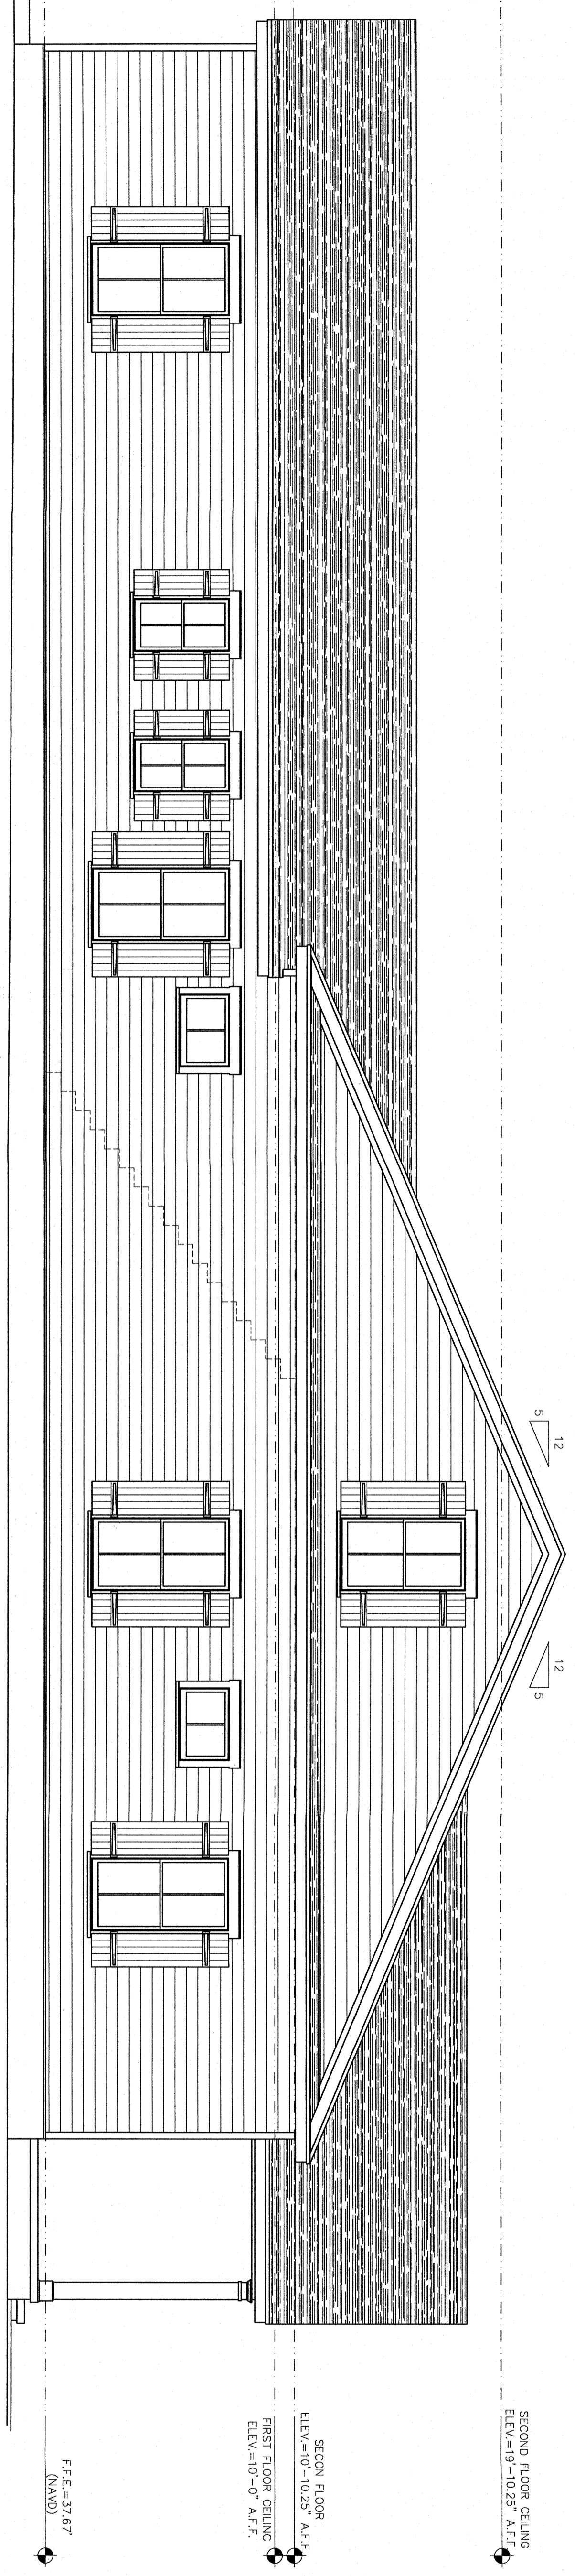 12
5
12
5
SECOND FLOOR CEILING
ELEV.=19'-10.25" A.F.F
SECON FLOOR
ELEV.=10'-10.25" A.F.F
FIRST FLOOR CEILING
ELEV.=10'-0" A.F.F.
F.F.E.=37.67'
(NAVD)